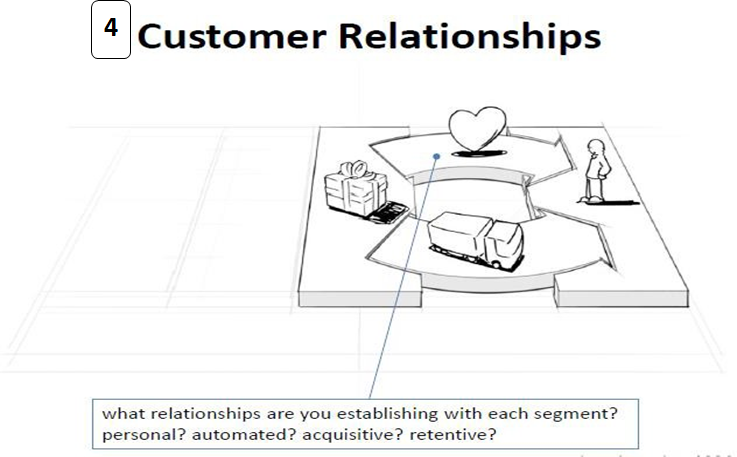 4 Customer Relationships
what relationships are you establishing with each segment?
personal? automated? acquisitive? retentive?